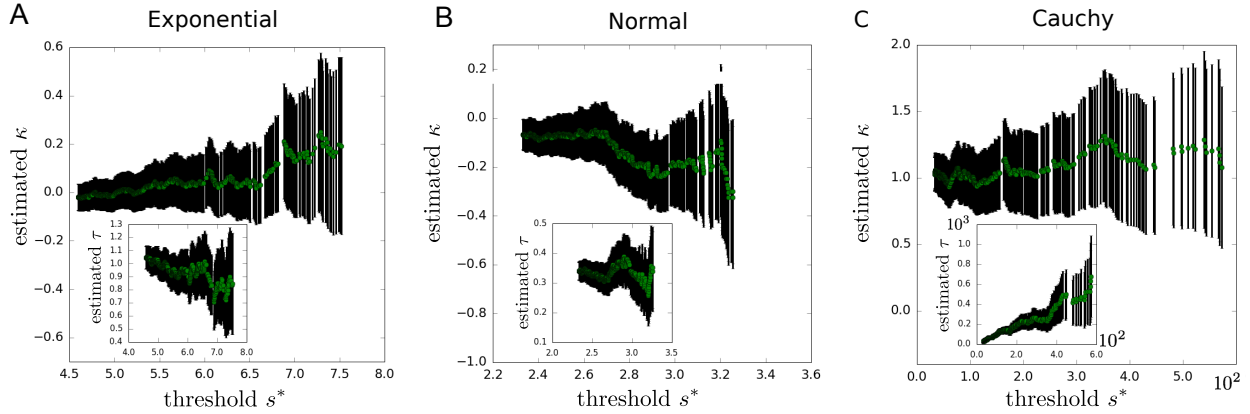 A Exponential
0.6
0.4
0.2
0.0
−0.2
−0.4
−0.6
estimated κ
4.5 5.0 5.5 6.0 6.5 7.0 7.5 8.0
threshold s*
1.3
1.2
1.1
1.0
0.9
0.8
0.7
0.6
0.5
0.4
estimated τ
4.0 5.0 6.0 7.0 8.0
B Normal
0.2
0.0
−0.2
−0.4
−0.6
−0.8
−1.0
estimated κ
2.2 2.4 2.6 2.8 3.0 3.2 3.4 3.6
threshold s*
0.5
0.4
0.3
0.2
0.1
estimated τ
2.0 2.5 3.0 3.5
C Cauchy
2.0
1.5
1.0
0.5
0.0
estimated κ
0.0 1.0 2.0 3.0 4.0 5.0 10²
threshold s*
10³
1.2
1.0
0.8
0.6
0.4
0.2
0.0
estimated τ
2.0 4.0 6.0 10²